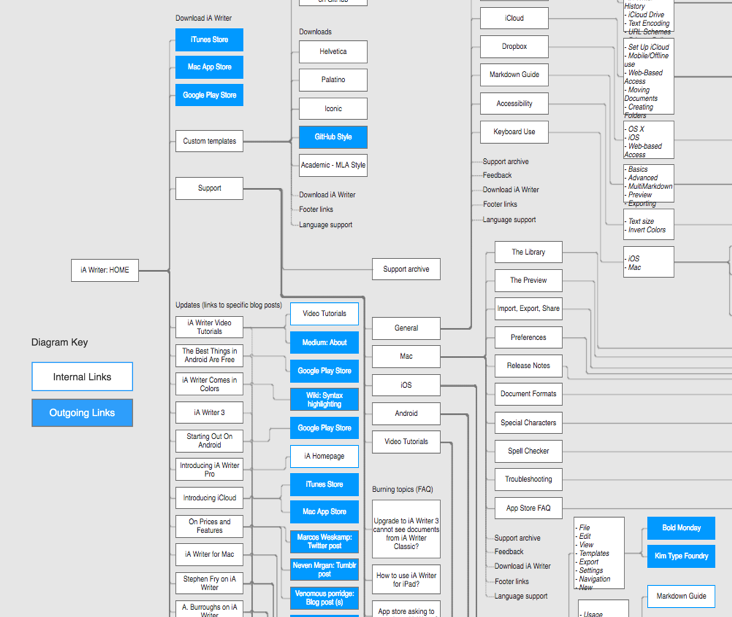 Download iA Writer
iTunes Store
Mac App Store
Google Play Store
Custom templates
Support
iA Writer: HOME
Diagram Key
Internal Links
Outgoing Links
Updates (links to specific blog posts)
iA Writer Video
Tutorials
The Best Things in
Android Are Free
iA Writer Comes in
Colors
iA Writer 3
Starting Out On
Android
Introducing iA Writer
Pro
Introducing iCloud
On Prices and
Features
iA Writer for Mac
Stephen Fry on iA
Writer
A. Burroughs on iA
Writer
on GitHub
Downloads
Helvetica
Palatino
Iconic
GitHub Style
Academic - MLA Style
Download iA Writer
Footer links
Language support
Video Tutorials
Medium: About
Google Play Store
Wiki: Syntax
highlighting
Google Play Store
iA Homepage
iTunes Store
Mac App Store
Marcos Weskamp:
Twitter post
Neven Mrgan: Tumblr
post
Venomous porridge:
Blog post (s)
Support archive
General
Mac
iOS
Android
Video Tutorials
Burning topics (FAQ)
Upgrade to iA Writer 3
cannot see documents
from iA Writer
Classic?
How to use iA Writer
for iPad?
App store asking to
iCloud
Dropbox
Markdown Guide
Accessibility
Keyboard Use
Support archive
Feedback
Download iA Writer
Footer links
Language support
The Library
The Preview
Import, Export, Share
Preferences
Release Notes
Document Formats
Special Characters
Spell Checker
Troubleshooting
App Store FAQ
Support archive
Feedback
Download iA Writer
Footer links
Language support
History
- iCloud Drive
- Text Encoding
- URL Schemes
- Set Up iCloud
- Mobile/Offline
use
- Web-Based
Access
- Moving
Documents
- Creating
Folders
- OS X
- iOS
- Web-based
Access
- Basics
- Advanced
- MultiMarkdown
- Preview
- Exporting
- Text size
- Invert Colors
- iOS
- Mac
- File
- Edit
- View
- Templates
- Export
- Settings
- Navigation
- New
Bold Monday
Kim Type Foundry
Markdown Guide
- Usage